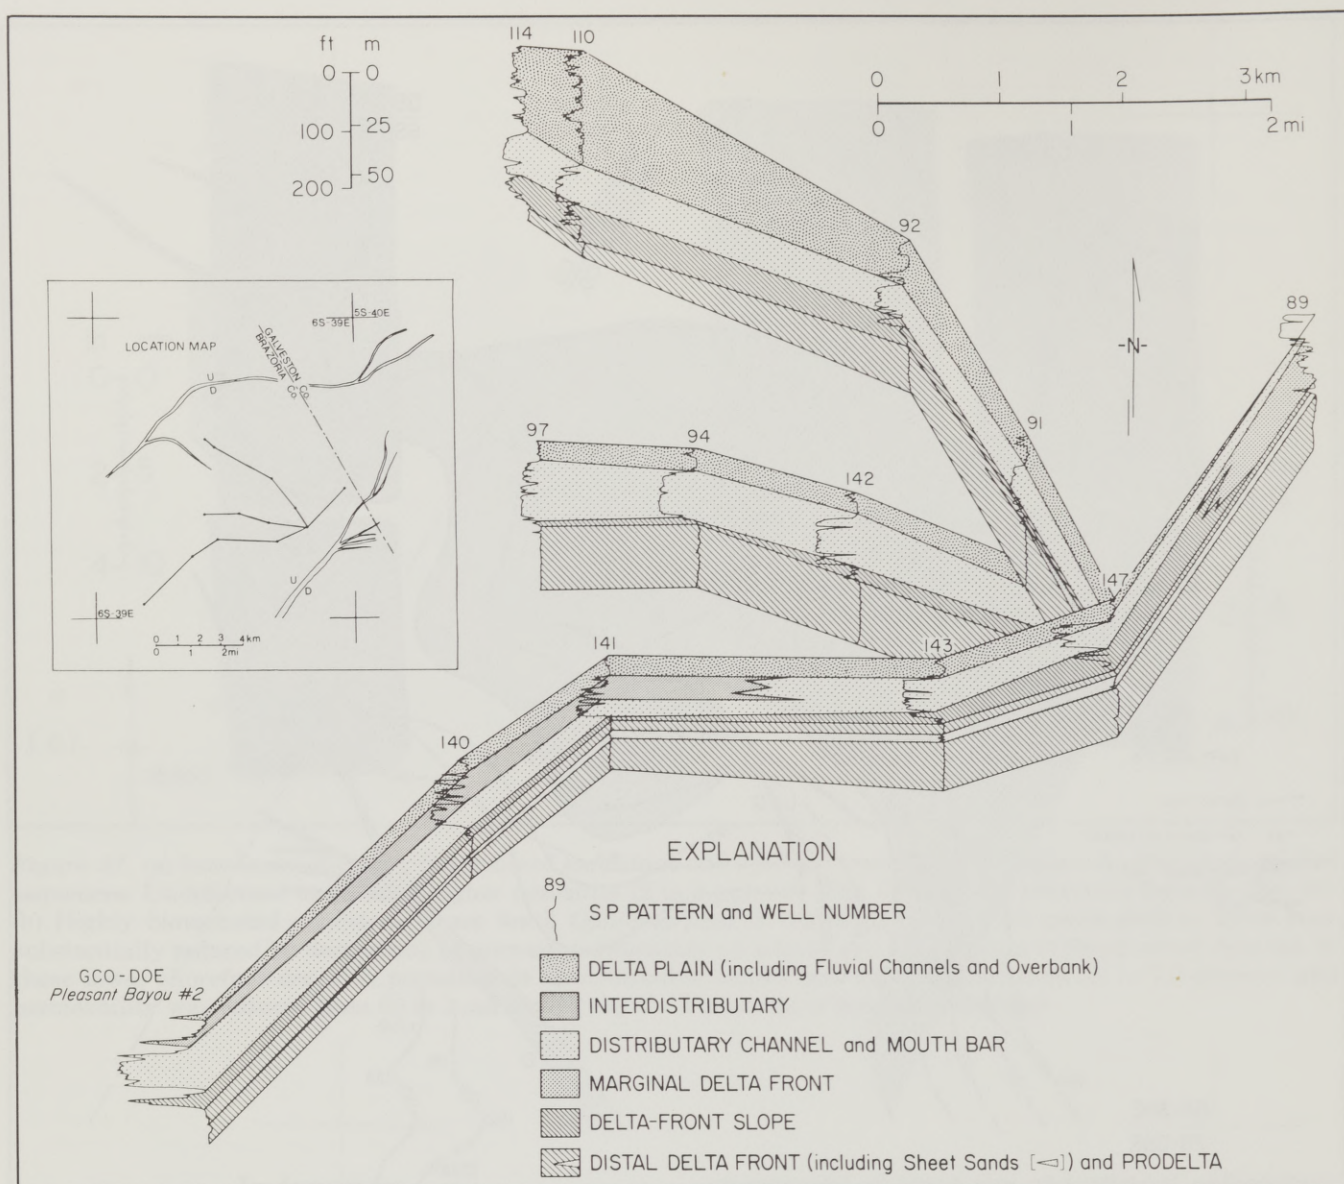 114
110
ft m
0 0
100 25
200 50
0 1 2 3 km
0 1 2 mi
92
-N-
89
LOCATION MAP
6S-39E
5S-40E
GALVESTON Co
BRAZORIA Co
U
D
U
D
6S-39E
0 1 2 3 4km
0 1 2mi
97
94
142
91
147
141
143
140
GCO-DOE
Pleasant Bayou #2
EXPLANATION
89
S P PATTERN and WELL NUMBER
DELTA PLAIN (including Fluvial Channels and Overbank)
INTERDISTRIBUTARY
DISTRIBUTARY CHANNEL and MOUTH BAR
MARGINAL DELTA FRONT
DELTA-FRONT SLOPE
DISTAL DELTA FRONT (including Sheet Sands [<]) and PRODELTA